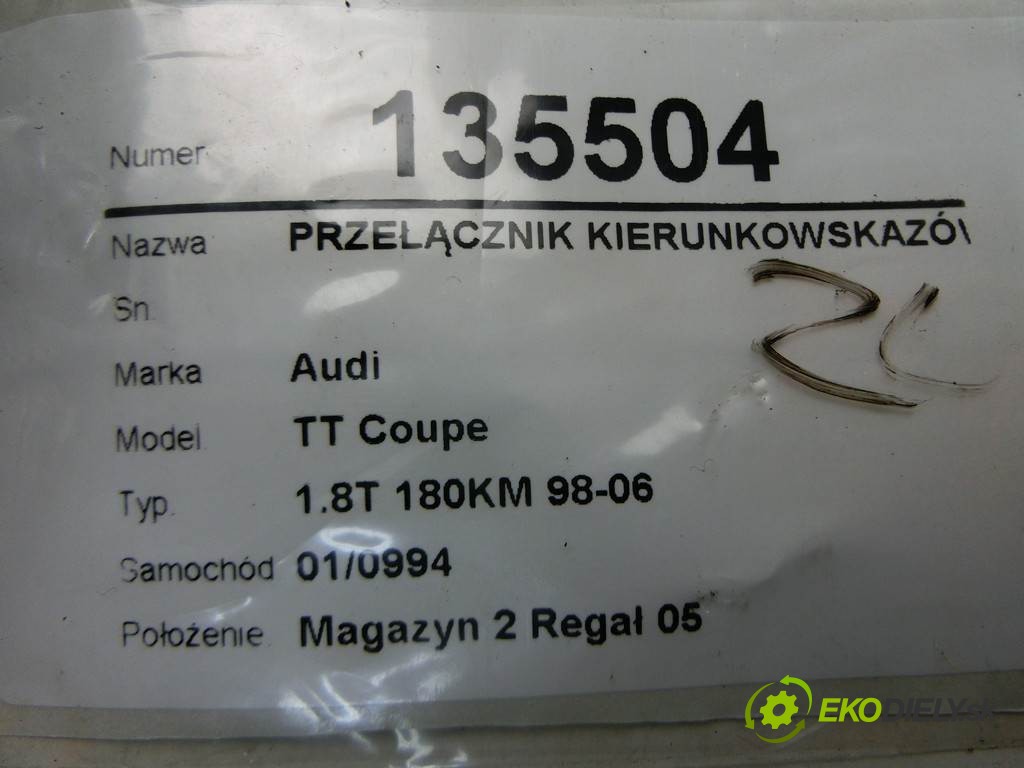 Numer 135504
Nazwa PRZEŁĄCZNIK KIERUNKOWSKAZÓ
Sn.
Marka Audi
Model TT Coupe
Typ. 1.8T 180KM 98-06
Samochód 01/0994
Położenie Magazyn 2 Regał 05
EKODIELY.sk